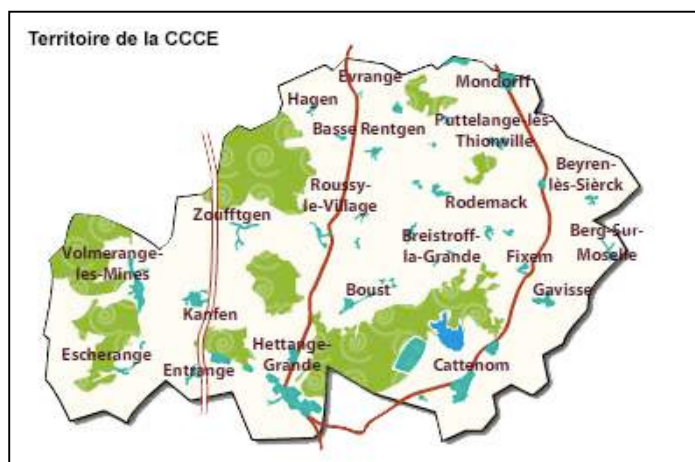 Territoire de la CCCE
Evrange
Mondorff
Hagen
Basse Rentgen
Puttelange-lès-
Thionville
Beyren-
lès-Sièrck
Roussy-
le-Village
Rodemack
Zoufftgen
Volmerange-
les-Mines
Breistroff-
la-Grande
Berg-Sur-
Moselle
Fixem
Boust
Gavisse
Kanfen
Hettange-
Grande
Escherange
Entrange
Cattenom